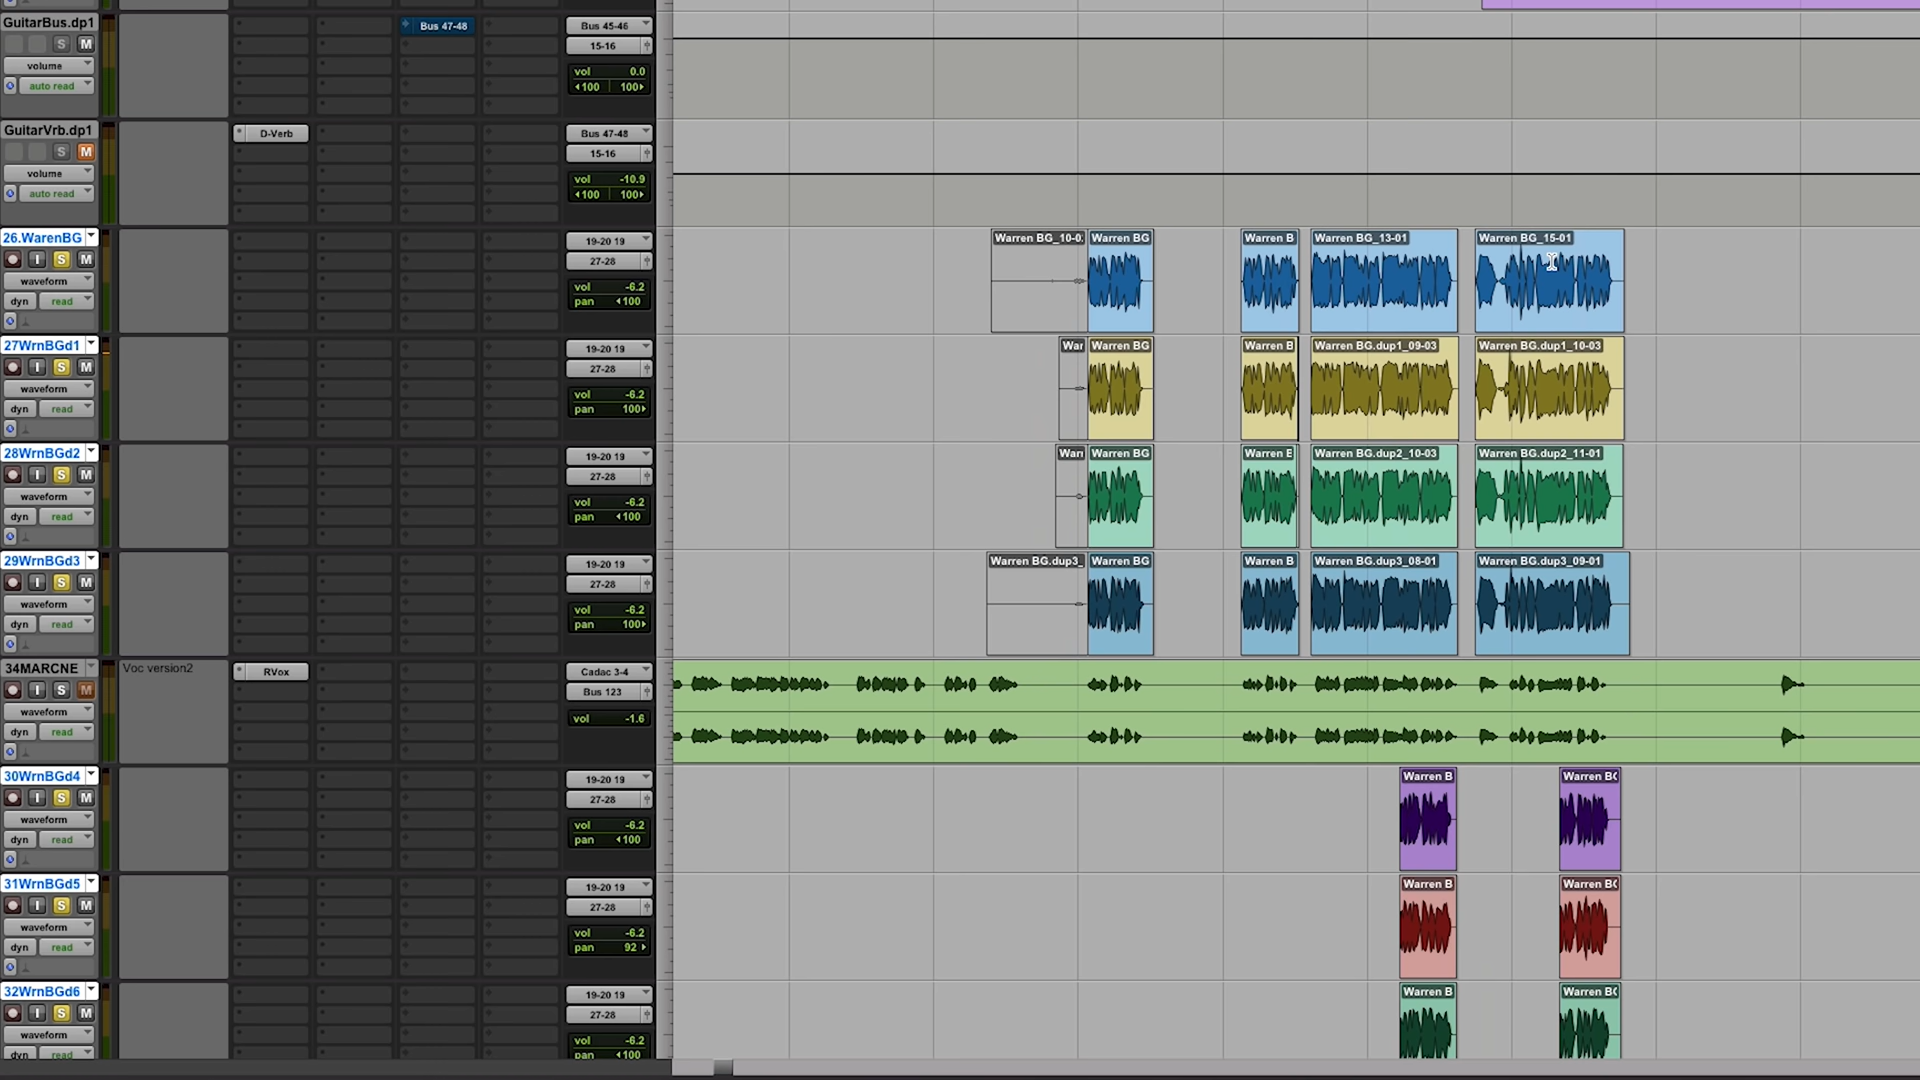 GuitarBus.dp1
S M
volume
auto read
Bus 47-48
Bus 45-46
15-16
vol 0.0
100 100
GuitarVrb.dp1
S M
volume
auto read
D-Verb
Bus 47-48
15-16
vol -10.9
100 100
26.WarenBG
I S M
waveform
dyn read
19-20 19
27-28
vol -6.2
pan 100
Warren BG_10-0 Warren BG Warren B Warren BG_13-01 Warren BG_15-01
27WrnBGd1
I S M
waveform
dyn read
19-20 19
27-28
vol -6.2
pan 100
War Warren BG Warren B Warren BG.dup1_09-03 Warren BG.dup1_10-03
28WrnBGd2
I S M
waveform
dyn read
19-20 19
27-28
vol -6.2
pan 100
Warr Warren BG Warren B Warren BG.dup2_10-03 Warren BG.dup2_11-01
29WrnBGd3
I S M
waveform
dyn read
19-20 19
27-28
vol -6.2
pan 100
Warren BG.dup3_ Warren BG Warren B Warren BG.dup3_08-01 Warren BG.dup3_09-01
34MARCNE
I S M
waveform
dyn read
Voc version2
RVox
Cadac 3-4
Bus 123
vol -1.6
30WrnBGd4
I S M
waveform
dyn read
19-20 19
27-28
vol -6.2
pan 100
Warren B Warren BG
31WrnBGd5
I S M
waveform
dyn read
19-20 19
27-28
vol -6.2
pan 92
Warren B Warren BG
32WrnBGd6
I S M
waveform
dyn read
19-20 19
27-28
vol -6.2
pan 100
Warren B Warren BG